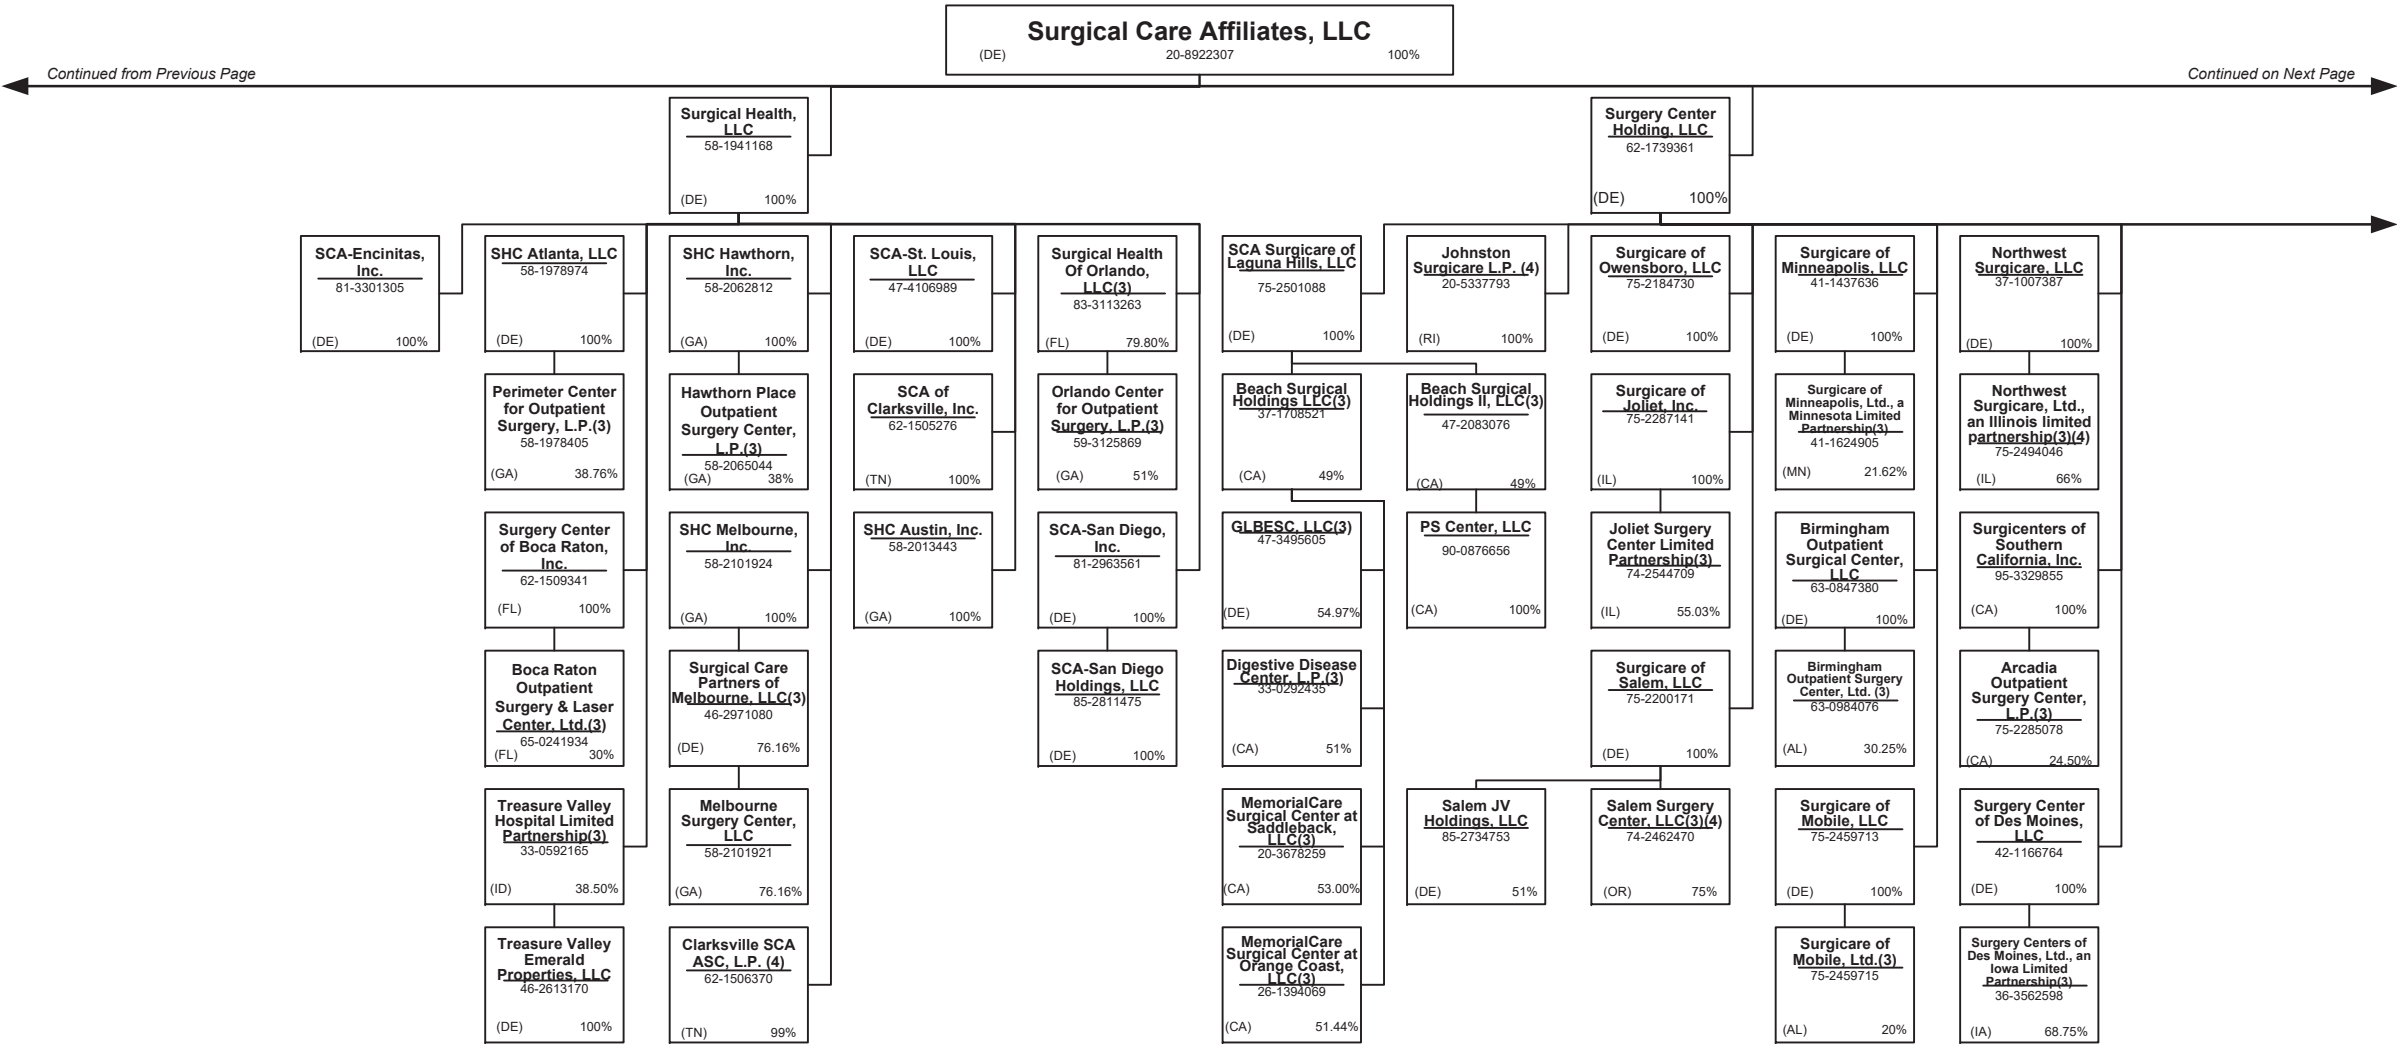 Surgical Care Affiliates, LLC
(DE) 20-8922307 100%
Continued from Previous Page
Continued on Next Page
Surgical Health,
LLC
58-1941168
(DE) 100%
Surgery Center
Holding, LLC
62-1739361
(DE) 100%
SCA-Encinitas,
Inc.
81-3301305
(DE) 100%
SHC Atlanta, LLC
58-1978974
(DE) 100%
SHC Hawthorn,
Inc.
58-2062812
(GA) 100%
SCA-St. Louis,
LLC
47-4106989
(DE) 100%
Surgical Health
Of Orlando,
LLC(3)
83-3113263
(FL) 79.80%
SCA Surgicare of
Laguna Hills, LLC
75-2501088
(DE) 100%
Johnston
Surgicare L.P. (4)
20-5337793
(RI) 100%
Surgicare of
Owensboro, LLC
75-2184730
(DE) 100%
Surgicare of
Minneapolis, LLC
41-1437636
(DE) 100%
Northwest
Surgicare, LLC
37-1007387
(DE) 100%
Perimeter Center
for Outpatient
Surgery, L.P.(3)
58-1978405
(GA) 38.76%
Hawthorn Place
Outpatient
Surgery Center,
L.P.(3)
58-2065044
(GA) 38%
SCA of
Clarksville, Inc.
62-1505276
(TN) 100%
Orlando Center
for Outpatient
Surgery, L.P.(3)
59-3125869
(GA) 51%
Beach Surgical
Holdings LLC(3)
37-1708521
(CA) 49%
Beach Surgical
Holdings II, LLC(3)
47-2083076
(CA) 49%
Surgicare of
Joliet, Inc.
75-2287141
(IL) 100%
Surgicare of
Minneapolis, Ltd., a
Minnesota Limited
Partnership(3)
41-1624905
(MN) 21.62%
Northwest
Surgicare, Ltd.,
an Illinois limited
partnership(3)(4)
75-2494046
(IL) 66%
Surgery Center
of Boca Raton,
Inc.
62-1509341
(FL) 100%
SHC Melbourne,
Inc.
58-2101924
(GA) 100%
SHC Austin, Inc.
58-2013443
(GA) 100%
SCA-San Diego,
Inc.
81-2963561
(DE) 100%
GLBESC, LLC(3)
47-3495605
(DE) 54.97%
PS Center, LLC
90-0876656
(CA) 100%
Joliet Surgery
Center Limited
Partnership(3)
74-2544709
(IL) 55.03%
Birmingham
Outpatient
Surgical Center,
LLC
63-0847380
(DE) 100%
Surgicenters of
Southern
California, Inc.
95-3329855
(CA) 100%
Boca Raton
Outpatient
Surgery & Laser
Center, Ltd.(3)
65-0241934
(FL) 30%
Surgical Care
Partners of
Melbourne, LLC(3)
46-2971080
(DE) 76.16%
SCA-San Diego
Holdings, LLC
85-2811475
(DE) 100%
Digestive Disease
Center, L.P.(3)
33-0292435
(CA) 51%
Surgicare of
Salem, LLC
75-2200171
(DE) 100%
Birmingham
Outpatient Surgery
Center, Ltd. (3)
63-0984076
(AL) 30.25%
Arcadia
Outpatient
Surgery Center,
L.P.(3)
75-2285078
(CA) 24.50%
Treasure Valley
Hospital Limited
Partnership(3)
33-0592165
(ID) 38.50%
Melbourne
Surgery Center,
LLC
58-2101921
(GA) 76.16%
MemorialCare
Surgical Center at
Saddleback,
LLC(3)
20-3678259
(CA) 53.00%
Salem JV
Holdings, LLC
85-2734753
(DE) 51%
Salem Surgery
Center, LLC(3)(4)
74-2462470
(OR) 75%
Surgicare of
Mobile, LLC
75-2459713
(DE) 100%
Surgery Center
of Des Moines,
LLC
42-1166764
(DE) 100%
Treasure Valley
Emerald
Properties, LLC
46-2613170
(DE) 100%
Clarksville SCA
ASC, L.P. (4)
62-1506370
(TN) 99%
MemorialCare
Surgical Center at
Orange Coast,
LLC(3)
26-1394069
(CA) 51.44%
Surgicare of
Mobile, Ltd.(3)
75-2459715
(AL) 20%
Surgery Centers of
Des Moines, Ltd., an
Iowa Limited
Partnership(3)
36-3562598
(IA) 68.75%